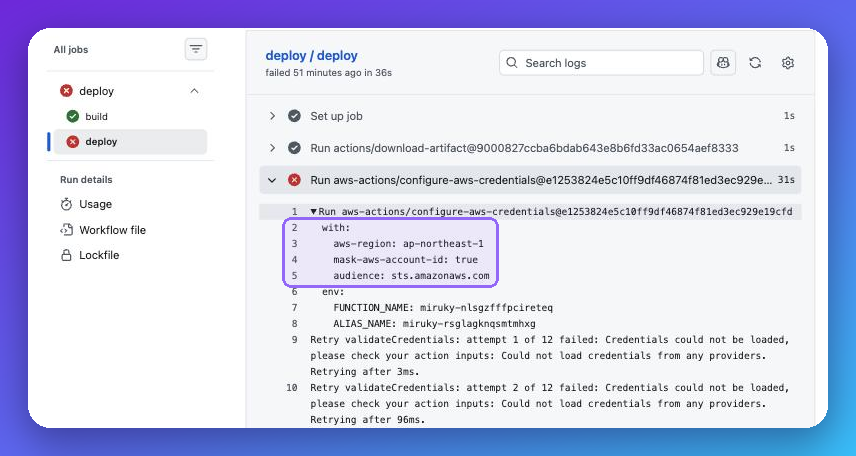 All jobs
deploy
build
deploy
Run details
Usage
Workflow file
Lockfile
deploy / deploy
failed 51 minutes ago in 36s
Search logs
Set up job 1s
Run actions/download-artifact@9000827ccba6bdab643e8b6fd33ac0654aef8333 1s
Run aws-actions/configure-aws-credentials@e1253824e5c10ff9df46874f81ed3ec929e... 31s
1 ▼Run aws-actions/configure-aws-credentials@e1253824e5c10ff9df46874f81ed3ec929e19cfd
2 with:
3 aws-region: ap-northeast-1
4 mask-aws-account-id: true
5 audience: sts.amazonaws.com
6 env:
7 FUNCTION_NAME: miruky-nlsgzfffpcireteq
8 ALIAS_NAME: miruky-rsglagknqsmtmhxg
9 Retry validateCredentials: attempt 1 of 12 failed: Credentials could not be loaded,
please check your action inputs: Could not load credentials from any providers.
Retrying after 3ms.
10 Retry validateCredentials: attempt 2 of 12 failed: Credentials could not be loaded,
please check your action inputs: Could not load credentials from any providers.
Retrying after 96ms.